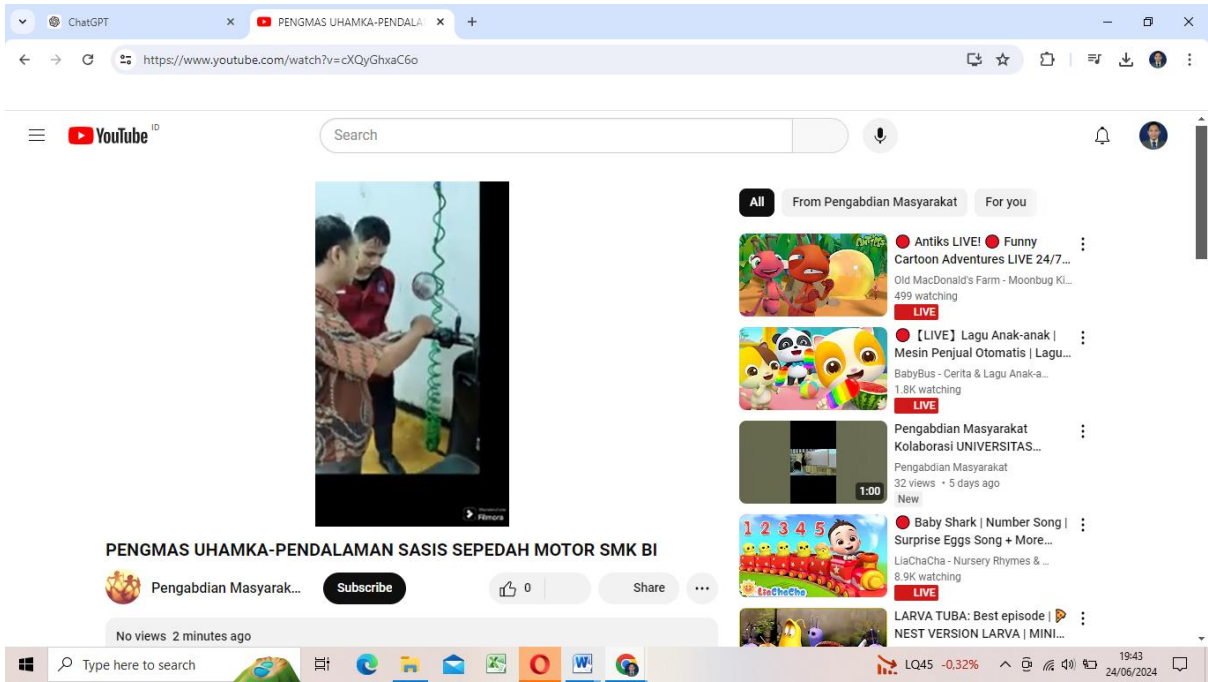 ChatGPT
PENGMAS UHAMKA-PENDALA
https://www.youtube.com/watch?v=cXQyGhxaC6o
YouTube ID
Search
All
From Pengabdian Masyarakat
For you
Antiks LIVE! 🔴 Funny
Cartoon Adventures LIVE 24/7...
Old MacDonald's Farm - Moonbug Ki...
499 watching
LIVE
【LIVE】Lagu Anak-anak |
Mesin Penjual Otomatis | Lagu...
BabyBus - Cerita & Lagu Anak-a...
1.8K watching
LIVE
Pengabdian Masyarakat
Kolaborasi UNIVERSITAS...
Pengabdian Masyarakat
32 views • 5 days ago
New
1:00
1 2 3 4 5
LiaChaCha
Baby Shark | Number Song |
Surprise Eggs Song + More...
LiaChaCha - Nursery Rhymes & ...
8.9K watching
LIVE
LARVA TUBA: Best episode | 🍕
NEST VERSION LARVA | MINI...
Filmora
PENGMAS UHAMKA-PENDALAMAN SASIS SEPEDAH MOTOR SMK BI
Pengabdian Masyarak...
Subscribe
0
Share
No views 2 minutes ago
Type here to search
LQ45 -0,32%
19:43
24/06/2024